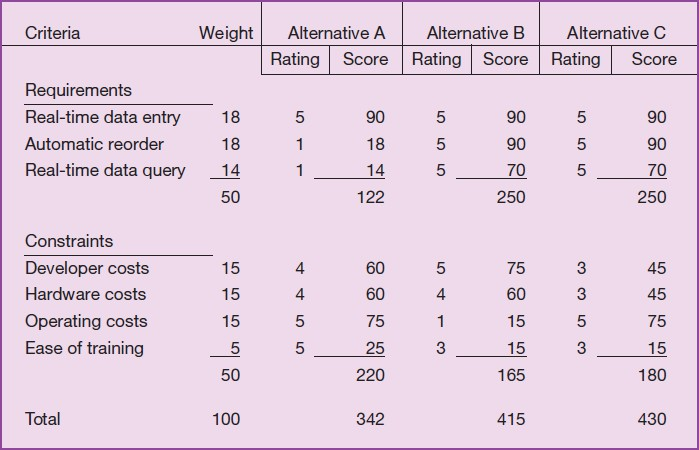 Criteria Weight Alternative A Alternative B Alternative C
Rating Score Rating Score Rating Score
Requirements
Real-time data entry 18 5 90 5 90 5 90
Automatic reorder 18 1 18 5 90 5 90
Real-time data query 14 1 14 5 70 5 70
50 122 250 250
Constraints
Developer costs 15 4 60 5 75 3 45
Hardware costs 15 4 60 4 60 3 45
Operating costs 15 5 75 1 15 5 75
Ease of training 5 5 25 3 15 3 15
50 220 165 180
Total 100 342 415 430